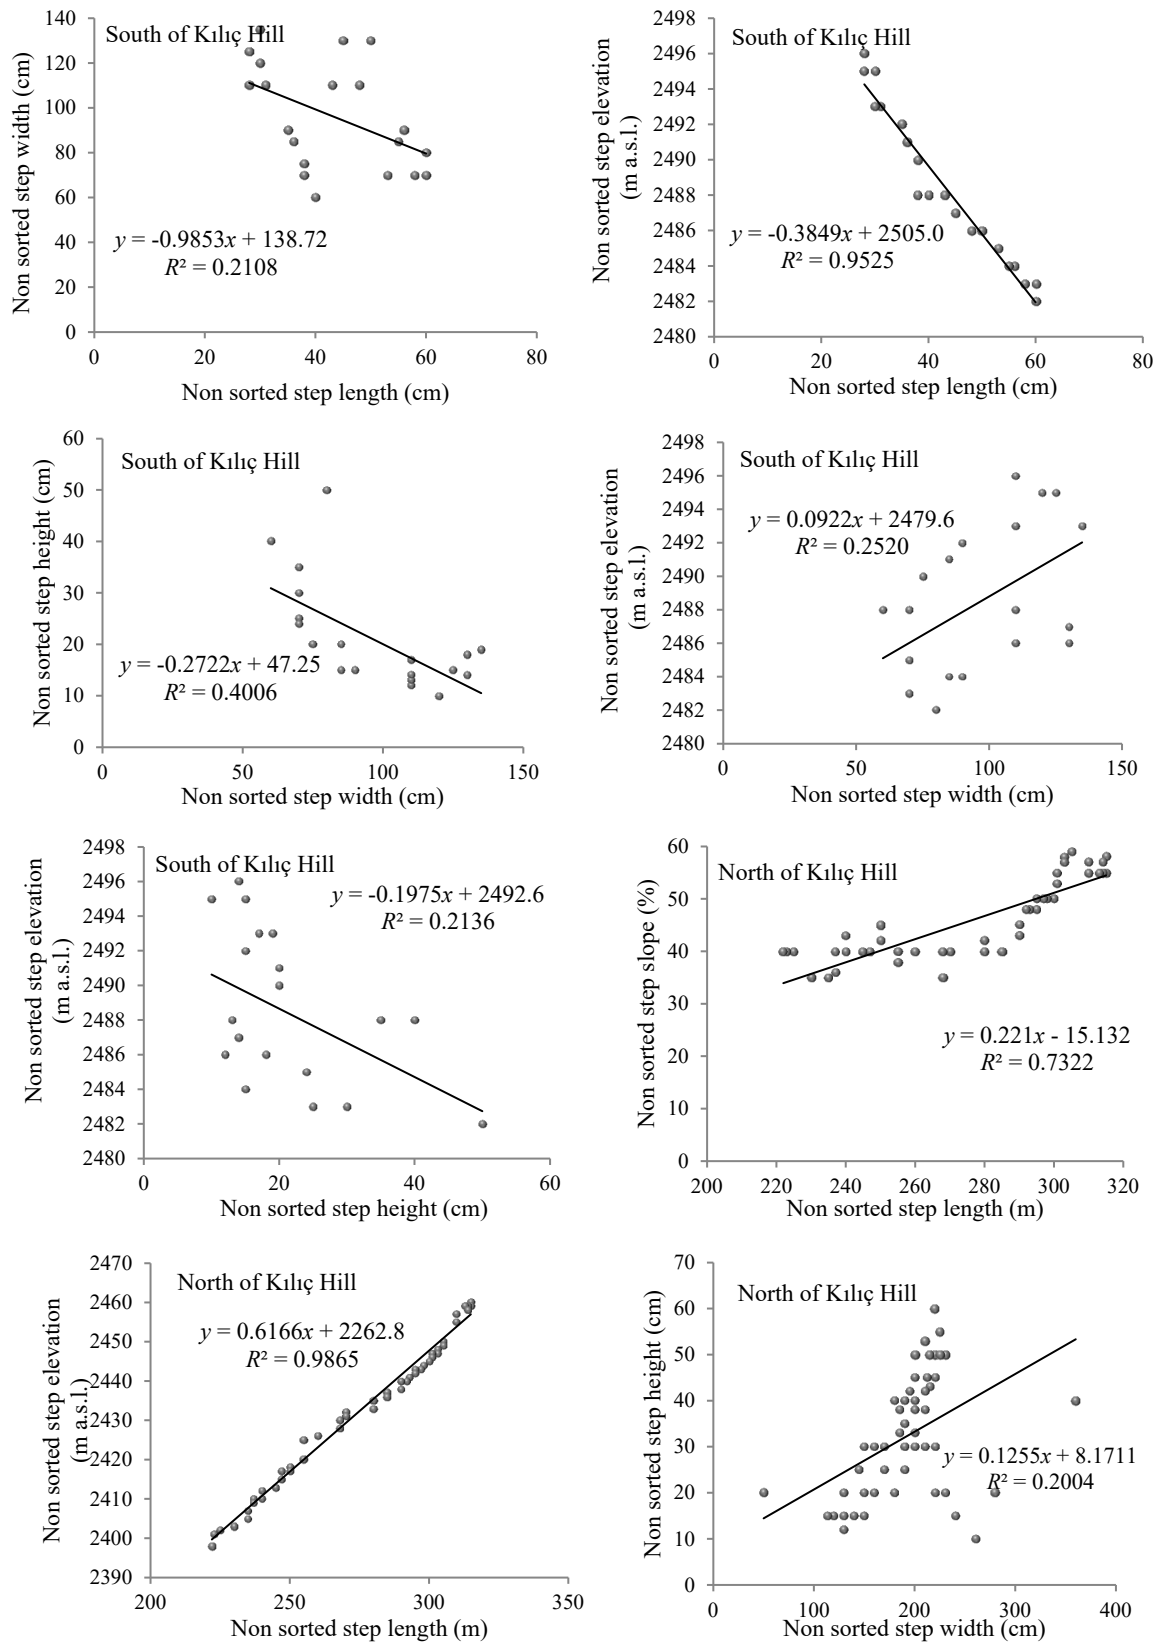 South of Kılıç Hill
Non sorted step width (cm)
140
120
100
80
60
40
20
0
y = -0.9853x + 138.72
R² = 0.2108
0 20 40 60 80
Non sorted step length (cm)
South of Kılıç Hill
Non sorted step elevation
(m a.s.l.)
2498
2496
2494
2492
2490
2488
2486
2484
2482
2480
y = -0.3849x + 2505.0
R² = 0.9525
0 20 40 60 80
Non sorted step length (cm)
South of Kılıç Hill
Non sorted step height (cm)
60
50
40
30
20
10
0
y = -0.2722x + 47.25
R² = 0.4006
0 50 100 150
Non sorted step width (cm)
South of Kılıç Hill
Non sorted step elevation
(m a.s.l.)
2498
2496
2494
2492
2490
2488
2486
2484
2482
2480
y = 0.0922x + 2479.6
R² = 0.2520
0 50 100 150
Non sorted step width (cm)
South of Kılıç Hill
Non sorted step elevation
(m a.s.l.)
2498
2496
2494
2492
2490
2488
2486
2484
2482
2480
y = -0.1975x + 2492.6
R² = 0.2136
0 20 40 60
Non sorted step height (cm)
North of Kılıç Hill
Non sorted step slope (%)
60
50
40
30
20
10
0
y = 0.221x - 15.132
R² = 0.7322
200 220 240 260 280 300 320
Non sorted step length (m)
North of Kılıç Hill
Non sorted step elevation
(m a.s.l.)
2470
2460
2450
2440
2430
2420
2410
2400
2390
y = 0.6166x + 2262.8
R² = 0.9865
200 250 300 350
Non sorted step length (m)
North of Kılıç Hill
Non sorted step height (cm)
70
60
50
40
30
20
10
0
y = 0.1255x + 8.1711
R² = 0.2004
0 100 200 300 400
Non sorted step width (cm)